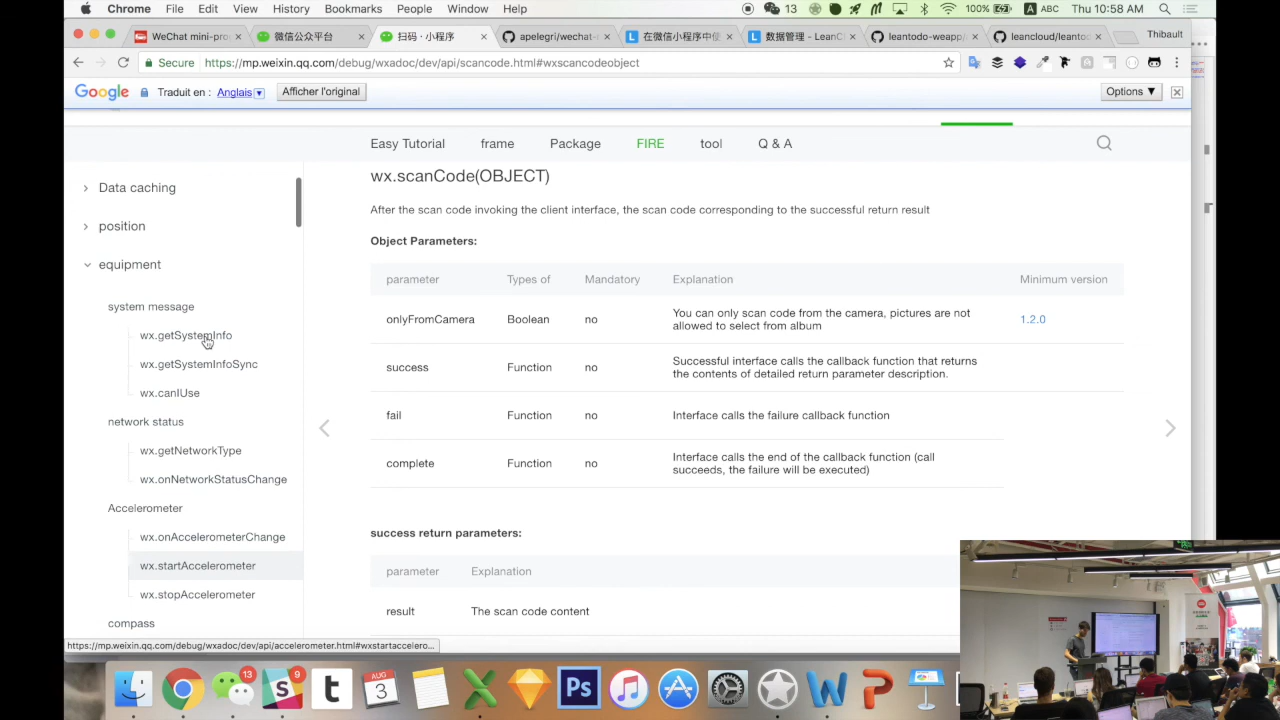 Chrome File Edit View History Bookmarks People Window Help
13 100% ABC Thu 10:58 AM
WeChat mini-pro
微信公众平台
扫码 · 小程序
apelegri/wechat-
在微信小程序中使
数据管理 - LeanC
leantodo-weapp/
leancloud/leantodo
Thibault
Secure https://mp.weixin.qq.com/debug/wxadoc/dev/api/scancode.html#wxscancodeobject
Google Traduit en : Anglais Afficher l'original Options ▼
Easy Tutorial frame Package FIRE tool Q & A
Data caching
position
equipment
system message
wx.getSystemInfo
wx.getSystemInfoSync
wx.canIUse
network status
wx.getNetworkType
wx.onNetworkStatusChange
Accelerometer
wx.onAccelerometerChange
wx.startAccelerometer
wx.stopAccelerometer
compass
wx.scanCode(OBJECT)
After the scan code invoking the client interface, the scan code corresponding to the successful return result
Object Parameters:
parameter Types of Mandatory Explanation Minimum version
onlyFromCamera Boolean no You can only scan code from the camera, pictures are not allowed to select from album 1.2.0
success Function no Successful interface calls the callback function that returns the contents of detailed return parameter description.
fail Function no Interface calls the failure callback function
complete Function no Interface calls the end of the callback function (call succeeds, the failure will be executed)
success return parameters:
parameter Explanation
result The scan code content
https://mp.weixin.qq.com/debug/wxadoc/dev/api/accelerometer.html#wxstartaccelero...
13
9
t
AUG
3
Ps